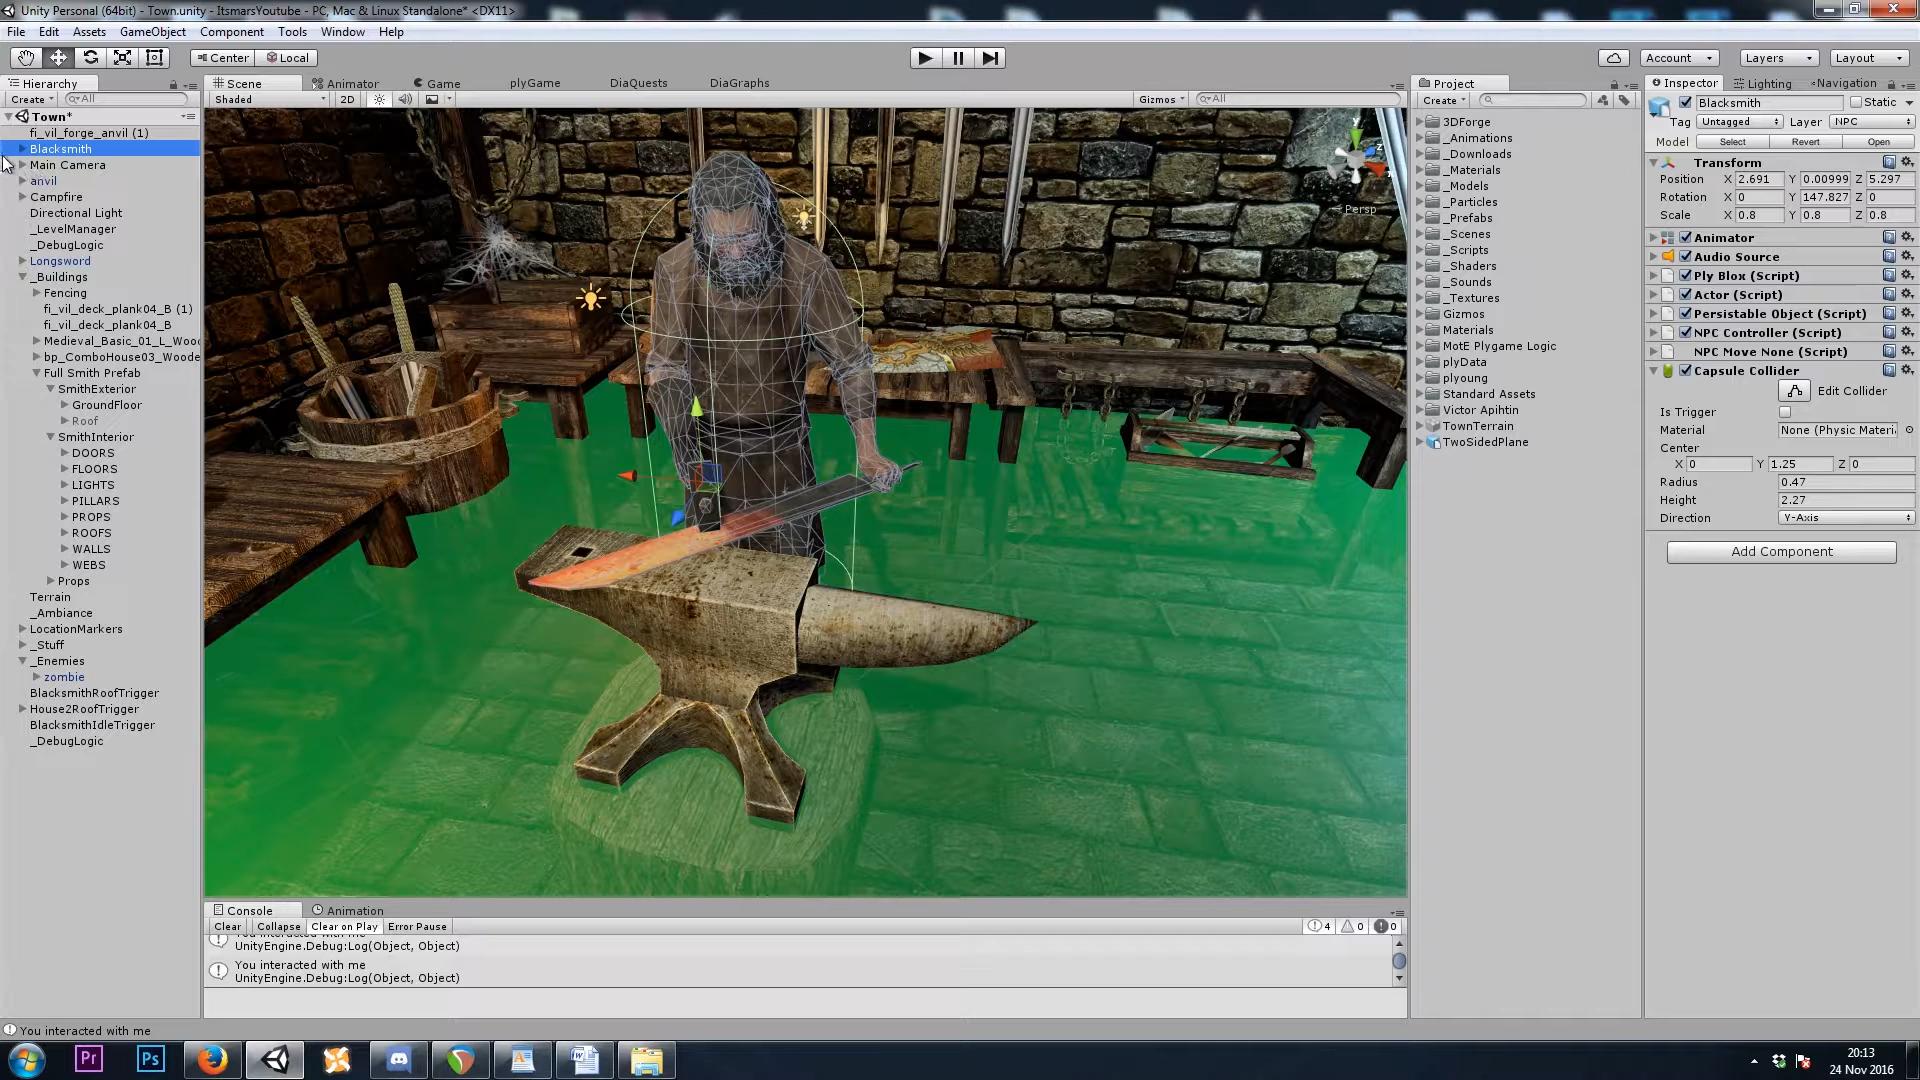 Unity Personal (64bit) - Town.unity - ItsmarsYoutube - PC, Mac & Linux Standalone* <DX11>
File Edit Assets GameObject Component Tools Window Help
Center Local Account Layers Layout
Hierarchy
Create All
Town*
fi_vil_forge_anvil (1)
Blacksmith
Main Camera
anvil
Campfire
Directional Light
_LevelManager
_DebugLogic
Longsword
_Buildings
Fencing
fi_vil_deck_plank04_B (1)
fi_vil_deck_plank04_B
Medieval_Basic_01_L_Wood
bp_ComboHouse03_Woode
Full Smith Prefab
SmithExterior
GroundFloor
Roof
SmithInterior
DOORS
FLOORS
LIGHTS
PILLARS
PROPS
ROOFS
WALLS
WEBS
Props
Terrain
_Ambiance
LocationMarkers
_Stuff
_Enemies
zombie
BlacksmithRoofTrigger
House2RoofTrigger
BlacksmithIdleTrigger
_DebugLogic
Scene Animator Game plyGame DiaQuests DiaGraphs
Shaded 2D Gizmos All
y
z
x
Persp
Console Animation
Clear Collapse Clear on Play Error Pause 4 0 0
You interacted with me
UnityEngine.Debug:Log(Object, Object)
You interacted with me
UnityEngine.Debug:Log(Object, Object)
Project
Create
3DForge
_Animations
_Downloads
_Materials
_Models
_Particles
_Prefabs
_Scenes
_Scripts
_Shaders
_Sounds
_Textures
Gizmos
Materials
MotE Plygame Logic
plyData
plyoung
Standard Assets
Victor Apihtin
TownTerrain
TwoSidedPlane
Inspector Lighting Navigation
Blacksmith Static
Tag Untagged Layer NPC
Model Select Revert Open
Transform
Position X 2.691 Y 0.00999 Z 5.297
Rotation X 0 Y 147.827 Z 0
Scale X 0.8 Y 0.8 Z 0.8
Animator
Audio Source
Ply Blox (Script)
Actor (Script)
Persistable Object (Script)
NPC Controller (Script)
NPC Move None (Script)
Capsule Collider
Edit Collider
Is Trigger
Material None (Physic Materi
Center
X 0 Y 1.25 Z 0
Radius 0.47
Height 2.27
Direction Y-Axis
Add Component
You interacted with me
Pr Ps
20:13
24 Nov 2016